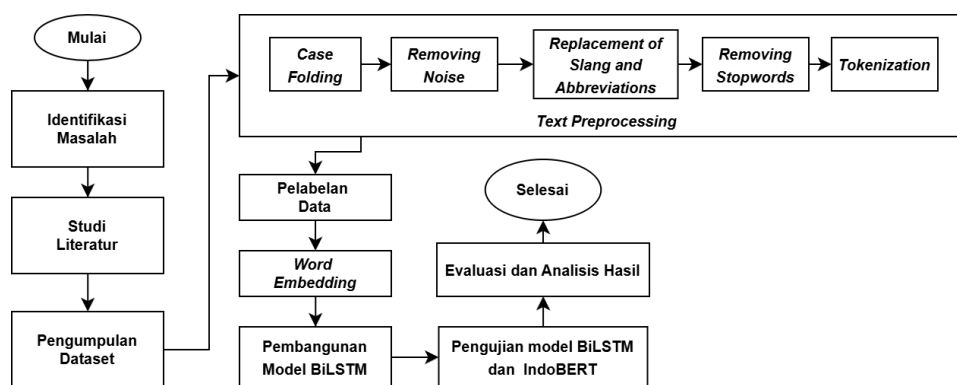 Mulai
Identifikasi
Masalah
Studi
Literatur
Pengumpulan
Dataset
Case
Folding
Removing
Noise
Replacement of
Slang and
Abbreviations
Removing
Stopwords
Tokenization
Text Preprocessing
Pelabelan
Data
Word
Embedding
Pembangunan
Model BiLSTM
Pengujian model BiLSTM
dan IndoBERT
Evaluasi dan Analisis Hasil
Selesai